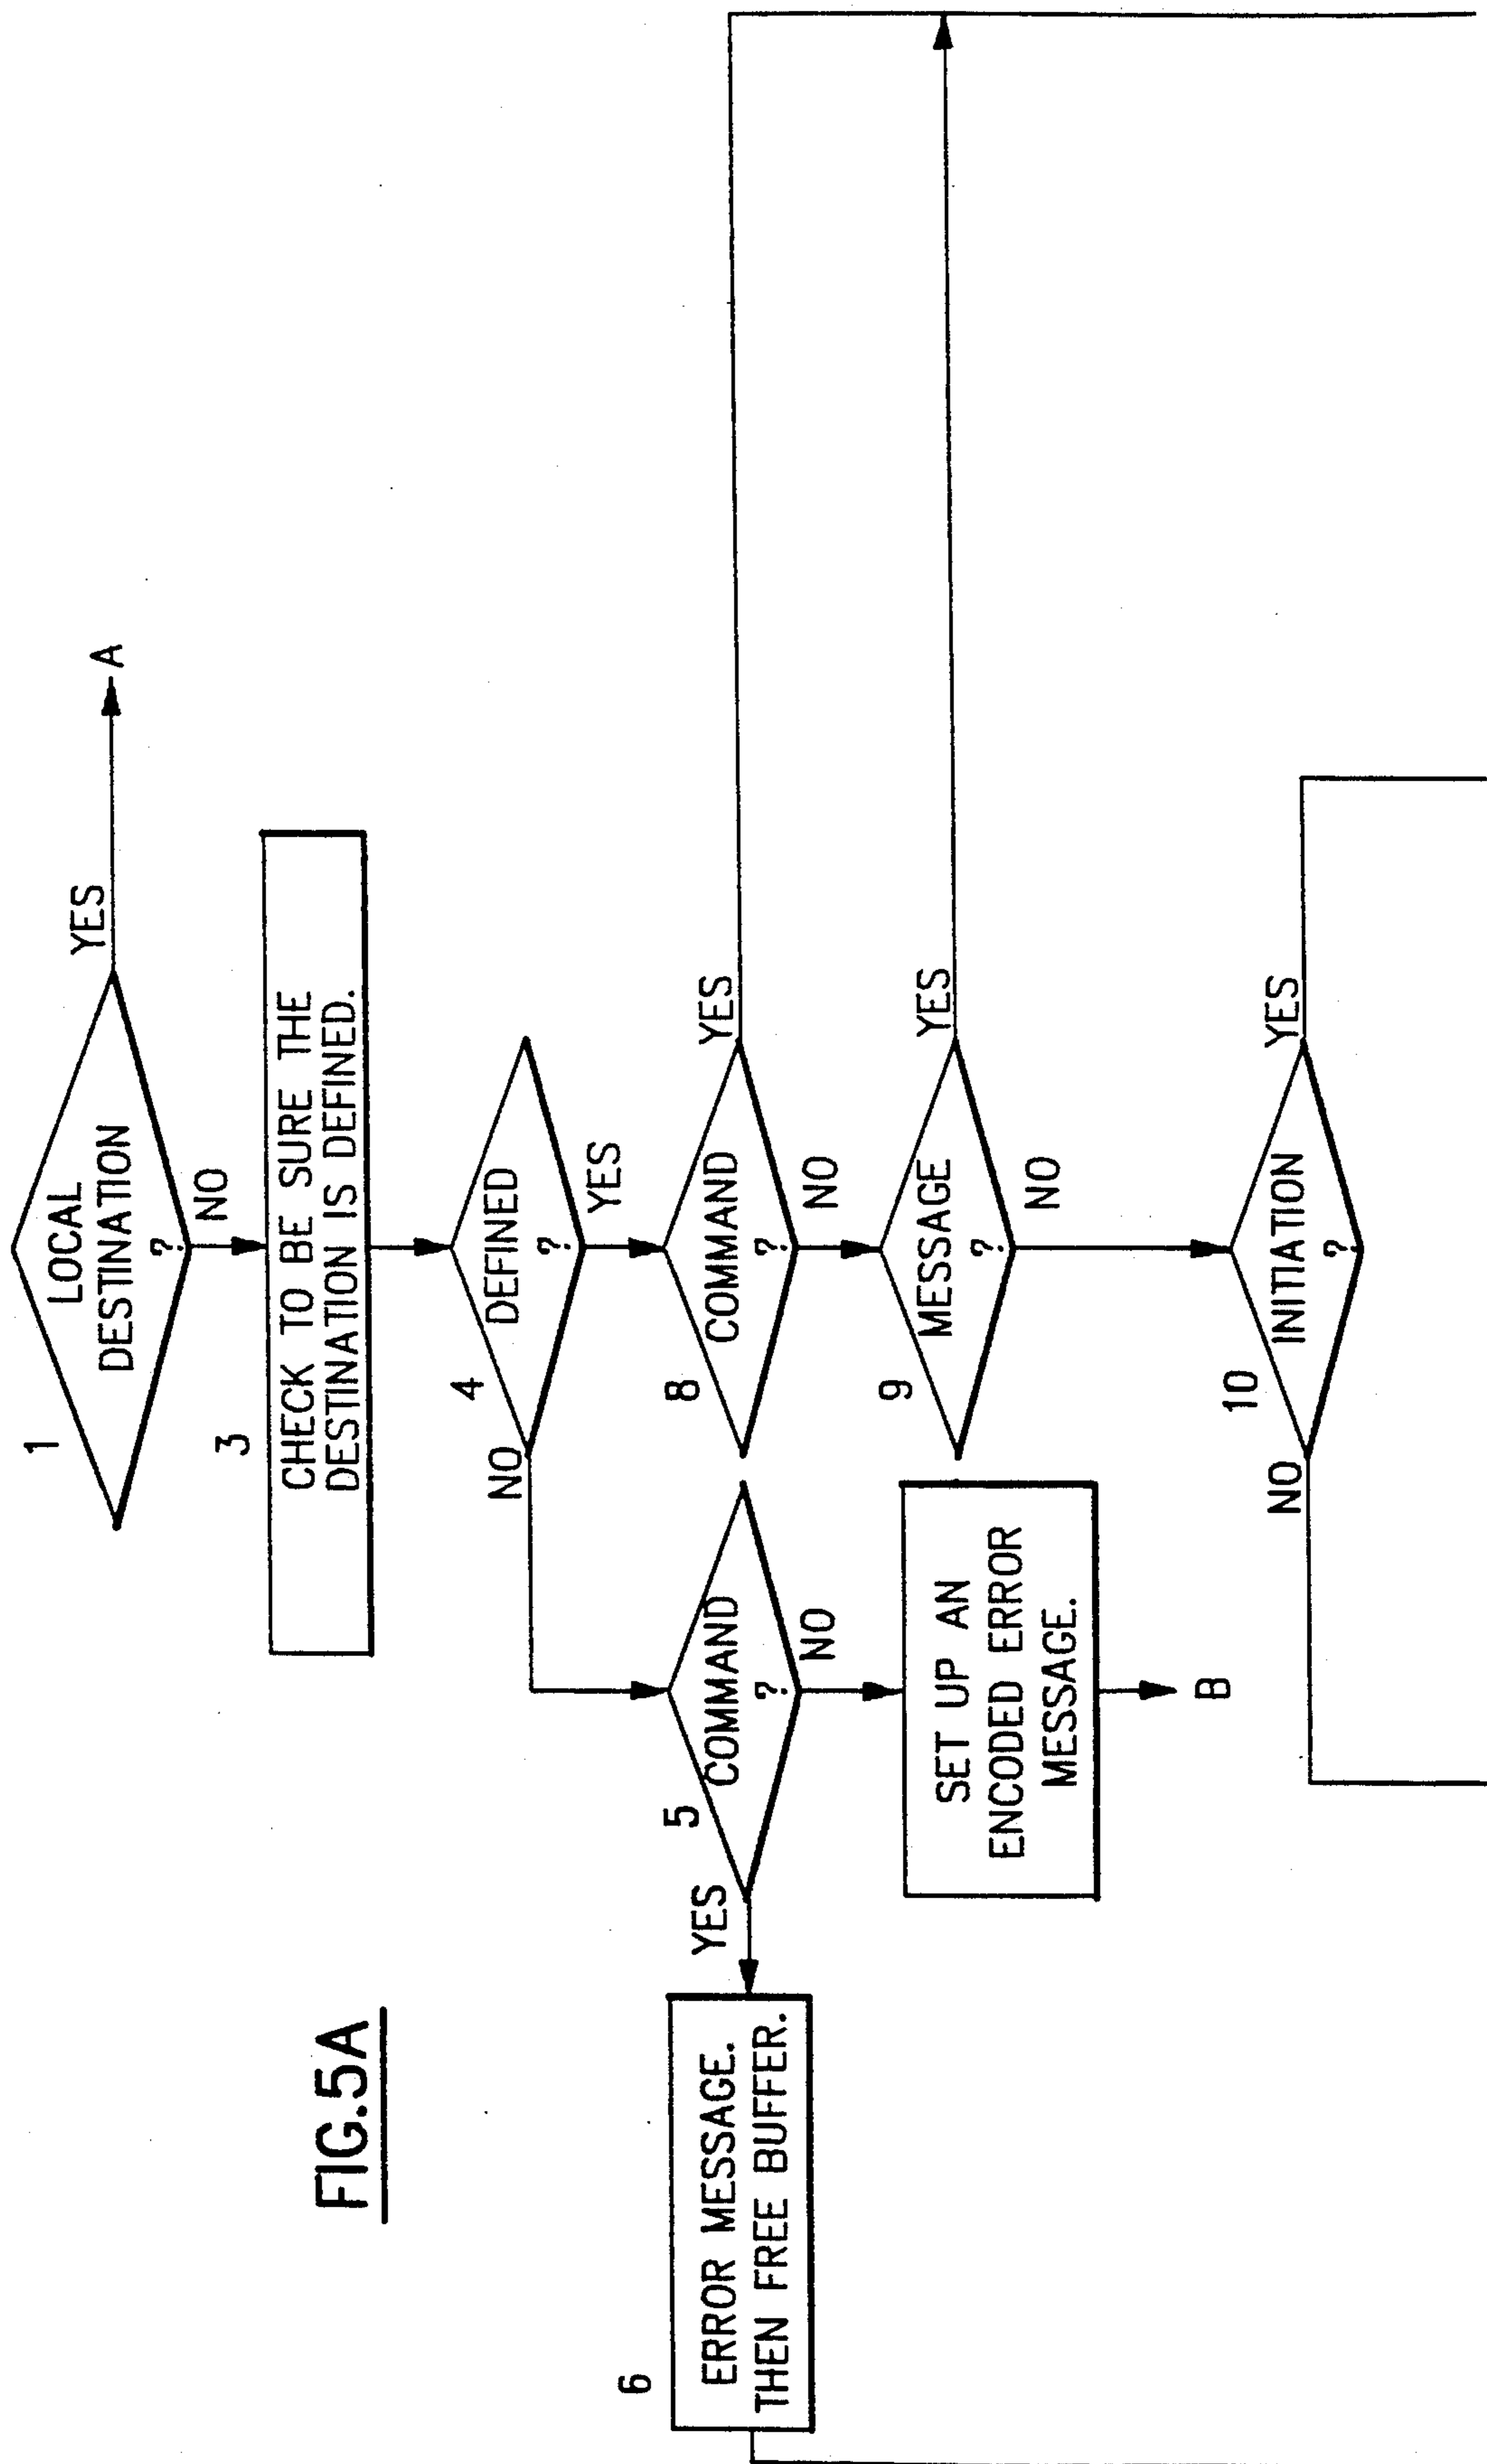 FIG.5A
1
LOCAL
DESTINATION
?
YES
A
NO
3
CHECK TO BE SURE THE
DESTINATION IS DEFINED.
4
DEFINED
?
NO
YES
5
COMMAND
?
YES
NO
6
ERROR MESSAGE.
THEN FREE BUFFER.
SET UP AN
ENCODED ERROR
MESSAGE.
B
8
COMMAND
?
YES
NO
9
MESSAGE
?
YES
NO
10
INITIATION
?
NO
YES